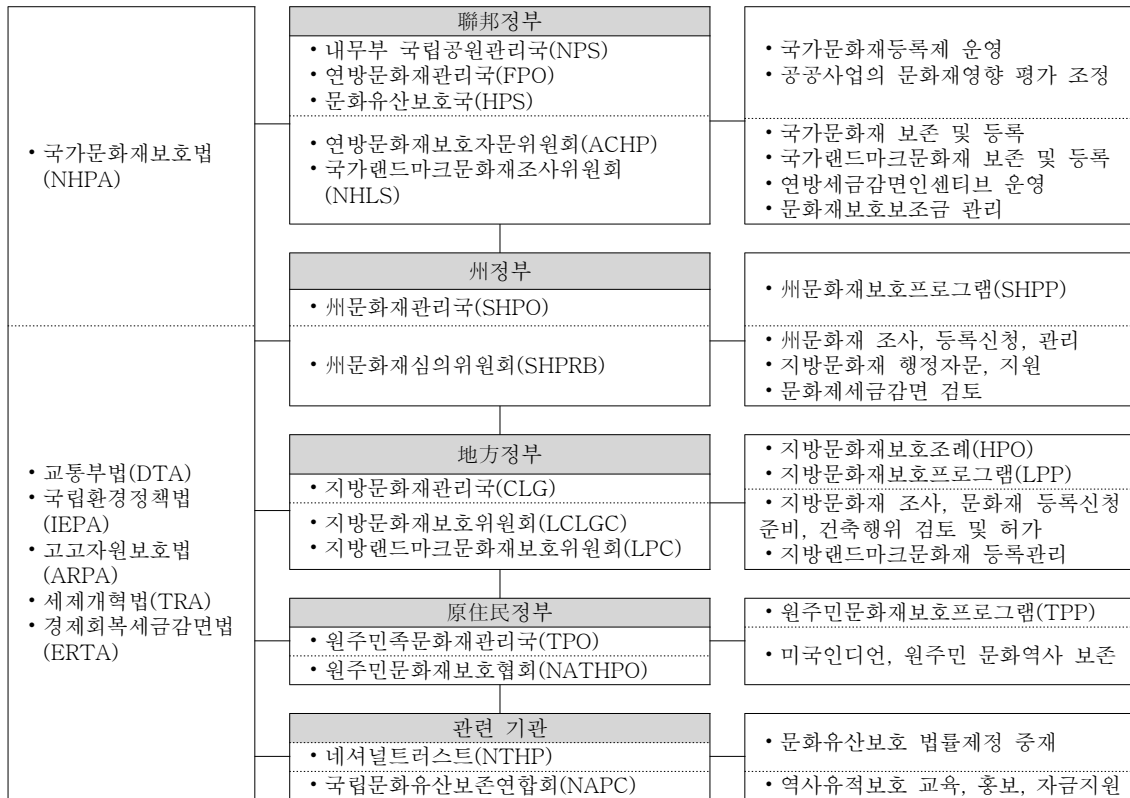 • 국가문화재보호법
(NHPA)
• 교통부법(DTA)
• 국립환경정책법
(IEPA)
• 고고자원보호법
(ARPA)
• 세제개혁법(TRA)
• 경제회복세금감면법
(ERTA)
聯邦정부
• 내무부 국립공원관리국(NPS)
• 연방문화재관리국(FPO)
• 문화유산보호국(HPS)
• 연방문화재보호자문위원회(ACHP)
• 국가랜드마크문화재조사위원회
(NHLS)
• 국가문화재등록제 운영
• 공공사업의 문화재영향 평가 조정
• 국가문화재 보존 및 등록
• 국가랜드마크문화재 보존 및 등록
• 연방세금감면인센티브 운영
• 문화재보호보조금 관리
州정부
• 州문화재관리국(SHPO)
• 州문화재심의위원회(SHPRB)
• 州문화재보호프로그램(SHPP)
• 州문화재 조사, 등록신청, 관리
• 지방문화재 행정자문, 지원
• 문화제세금감면 검토
地方정부
• 지방문화재관리국(CLG)
• 지방문화재보호위원회(LCLGC)
• 지방랜드마크문화재보호위원회(LPC)
• 지방문화재보호조례(HPO)
• 지방문화재보호프로그램(LPP)
• 지방문화재 조사, 문화재 등록신청
준비, 건축행위 검토 및 허가
• 지방랜드마크문화재 등록관리
原住民정부
• 원주민족문화재관리국(TPO)
• 원주민문화재보호협회(NATHPO)
• 원주민문화재보호프로그램(TPP)
• 미국인디언, 원주민 문화역사 보존
관련 기관
• 네셔널트러스트(NTHP)
• 국립문화유산보존연합회(NAPC)
• 문화유산보호 법률제정 중재
• 역사유적보호 교육, 홍보, 자금지원